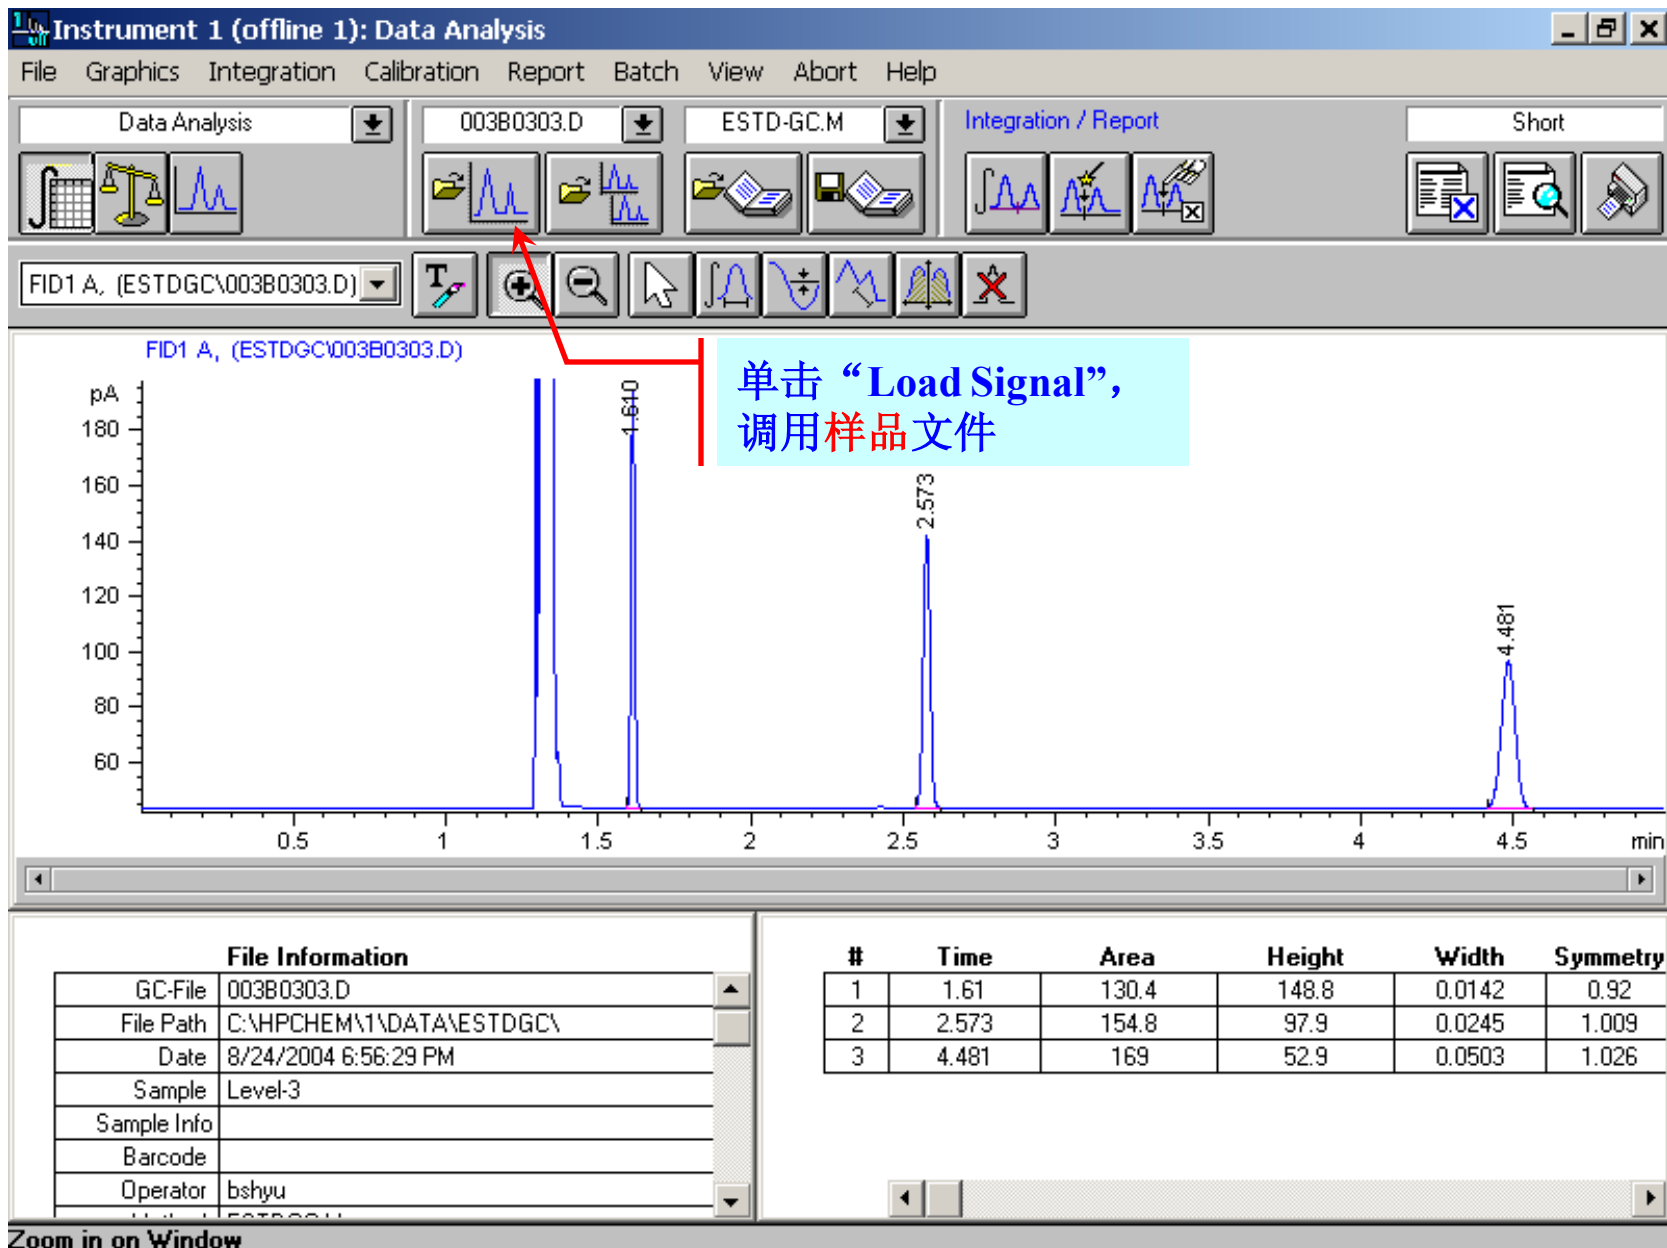 Instrument 1 (offline 1): Data Analysis
File Graphics Integration Calibration Report Batch View Abort Help
Data Analysis 003B0303.D ESTD-GC.M Integration / Report Short
FID1 A, (ESTDGC\003B0303.D)
FID1 A, (ESTDGC\003B0303.D)
单击“Load Signal”,
调用样品文件
pA
180
160
140
120
100
80
60
1.610
2.573
4.481
0.5 1 1.5 2 2.5 3 3.5 4 4.5 min
File Information
GC-File 003B0303.D
File Path C:\HPCHEM\1\DATA\ESTDGC\
Date 8/24/2004 6:56:29 PM
Sample Level-3
Sample Info
Barcode
Operator bshyu
# Time Area Height Width Symmetry
1 1.61 130.4 148.8 0.0142 0.92
2 2.573 154.8 97.9 0.0245 1.009
3 4.481 169 52.9 0.0503 1.026
Zoom in on Window